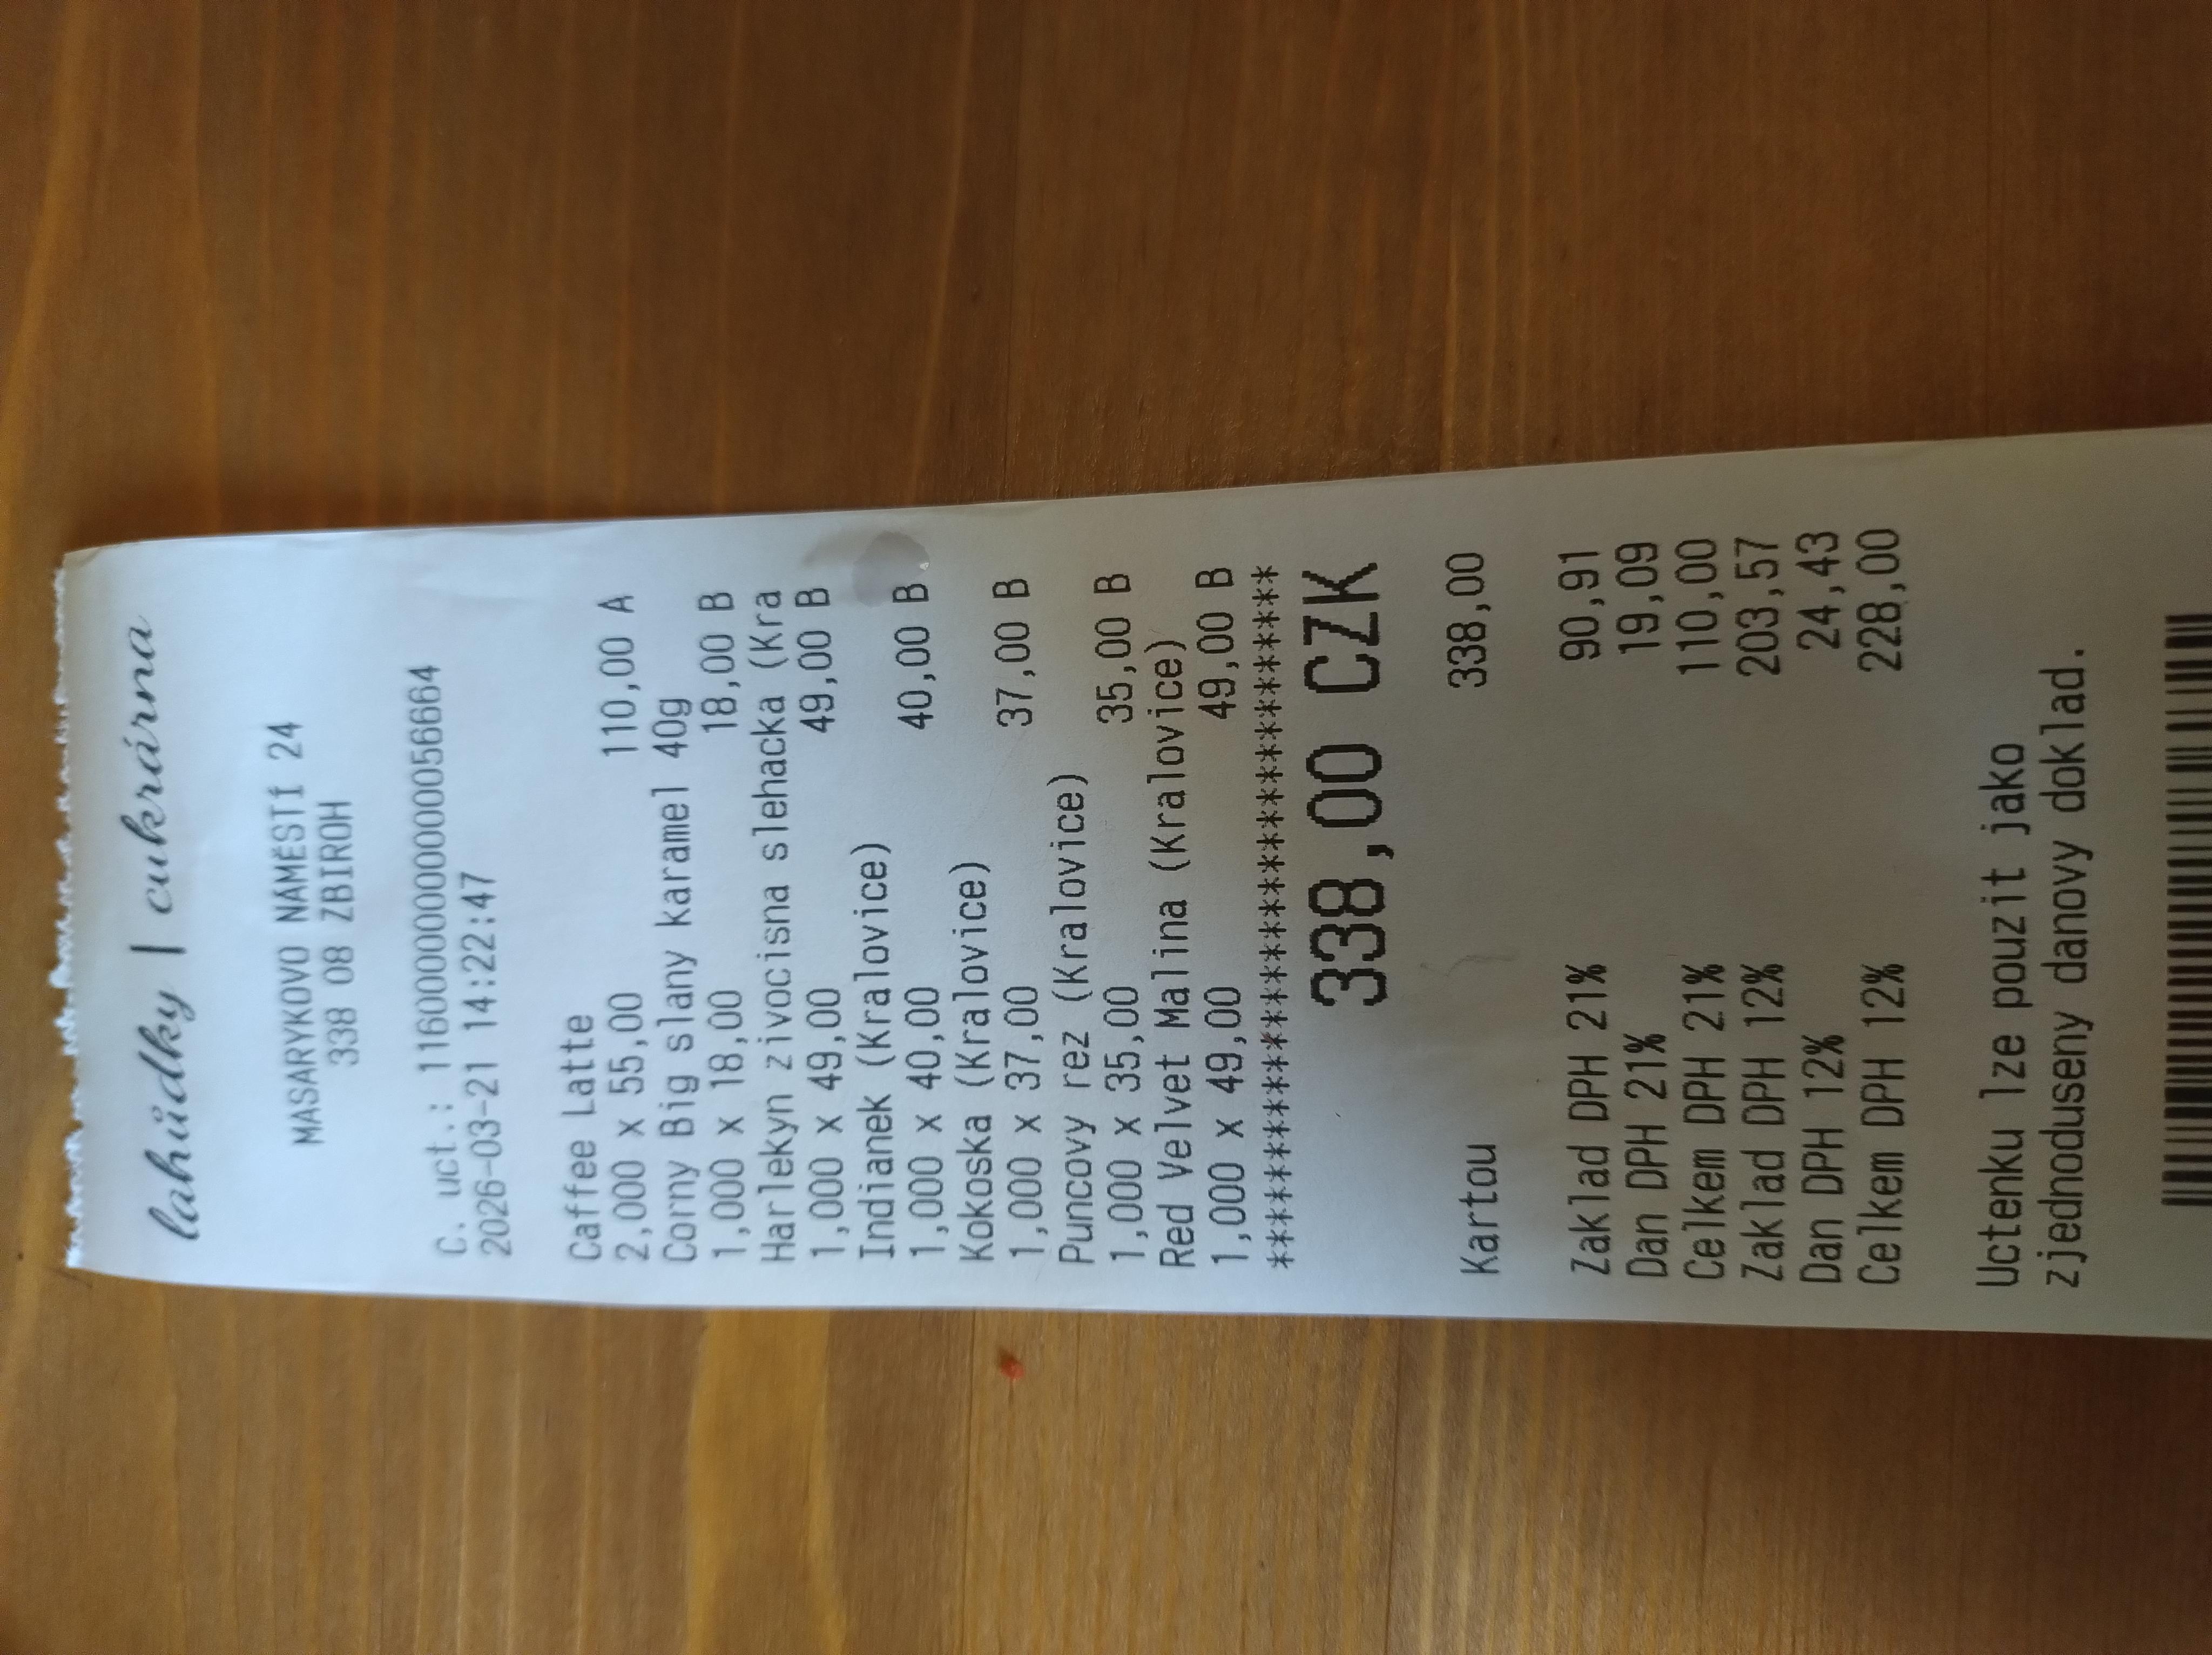 lahůdky | cukrárna
MASARYKOVO NÁMĚSTÍ 24
338 08 ZBIROH
C. uct.: 116000000000000056664
2026-03-21 14:22:47
Caffee Latte
2,000 x 55,00 110,00 A
Corny Big slany karamel 40g
1,000 x 18,00 18,00 B
Harlekyn zivocisna slehacka (Kra
1,000 x 49,00 49,00 B
Indianek (Kralovice)
1,000 x 40,00 40,00 B
Kokoska (Kralovice)
1,000 x 37,00 37,00 B
Puncovy rez (Kralovice)
1,000 x 35,00 35,00 B
Red Velvet Malina (Kralovice)
1,000 x 49,00 49,00 B
********************************
338,00 CZK
Kartou 338,00
Zaklad DPH 21% 90,91
Dan DPH 21% 19,09
Celkem DPH 21% 110,00
Zaklad DPH 12% 203,57
Dan DPH 12% 24,43
Celkem DPH 12% 228,00
Uctenku lze pouzit jako
zjednoduseny danovy doklad.